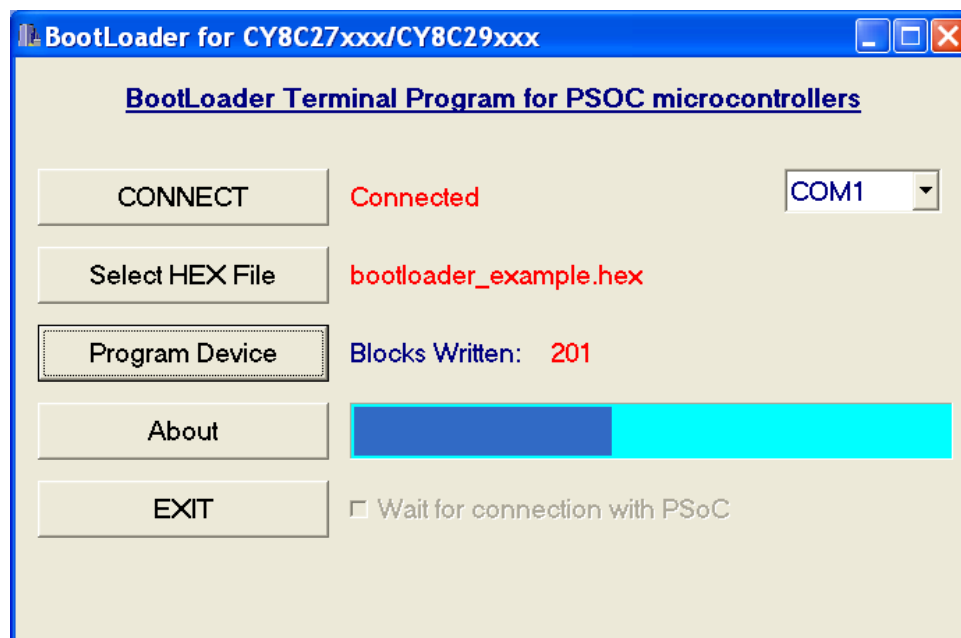 BootLoader for CY8C27xxx/CY8C29xxx
BootLoader Terminal Program for PSOC microcontrollers
CONNECT Connected COM1
Select HEX File bootloader_example.hex
Program Device Blocks Written: 201
About
EXIT Wait for connection with PSoC